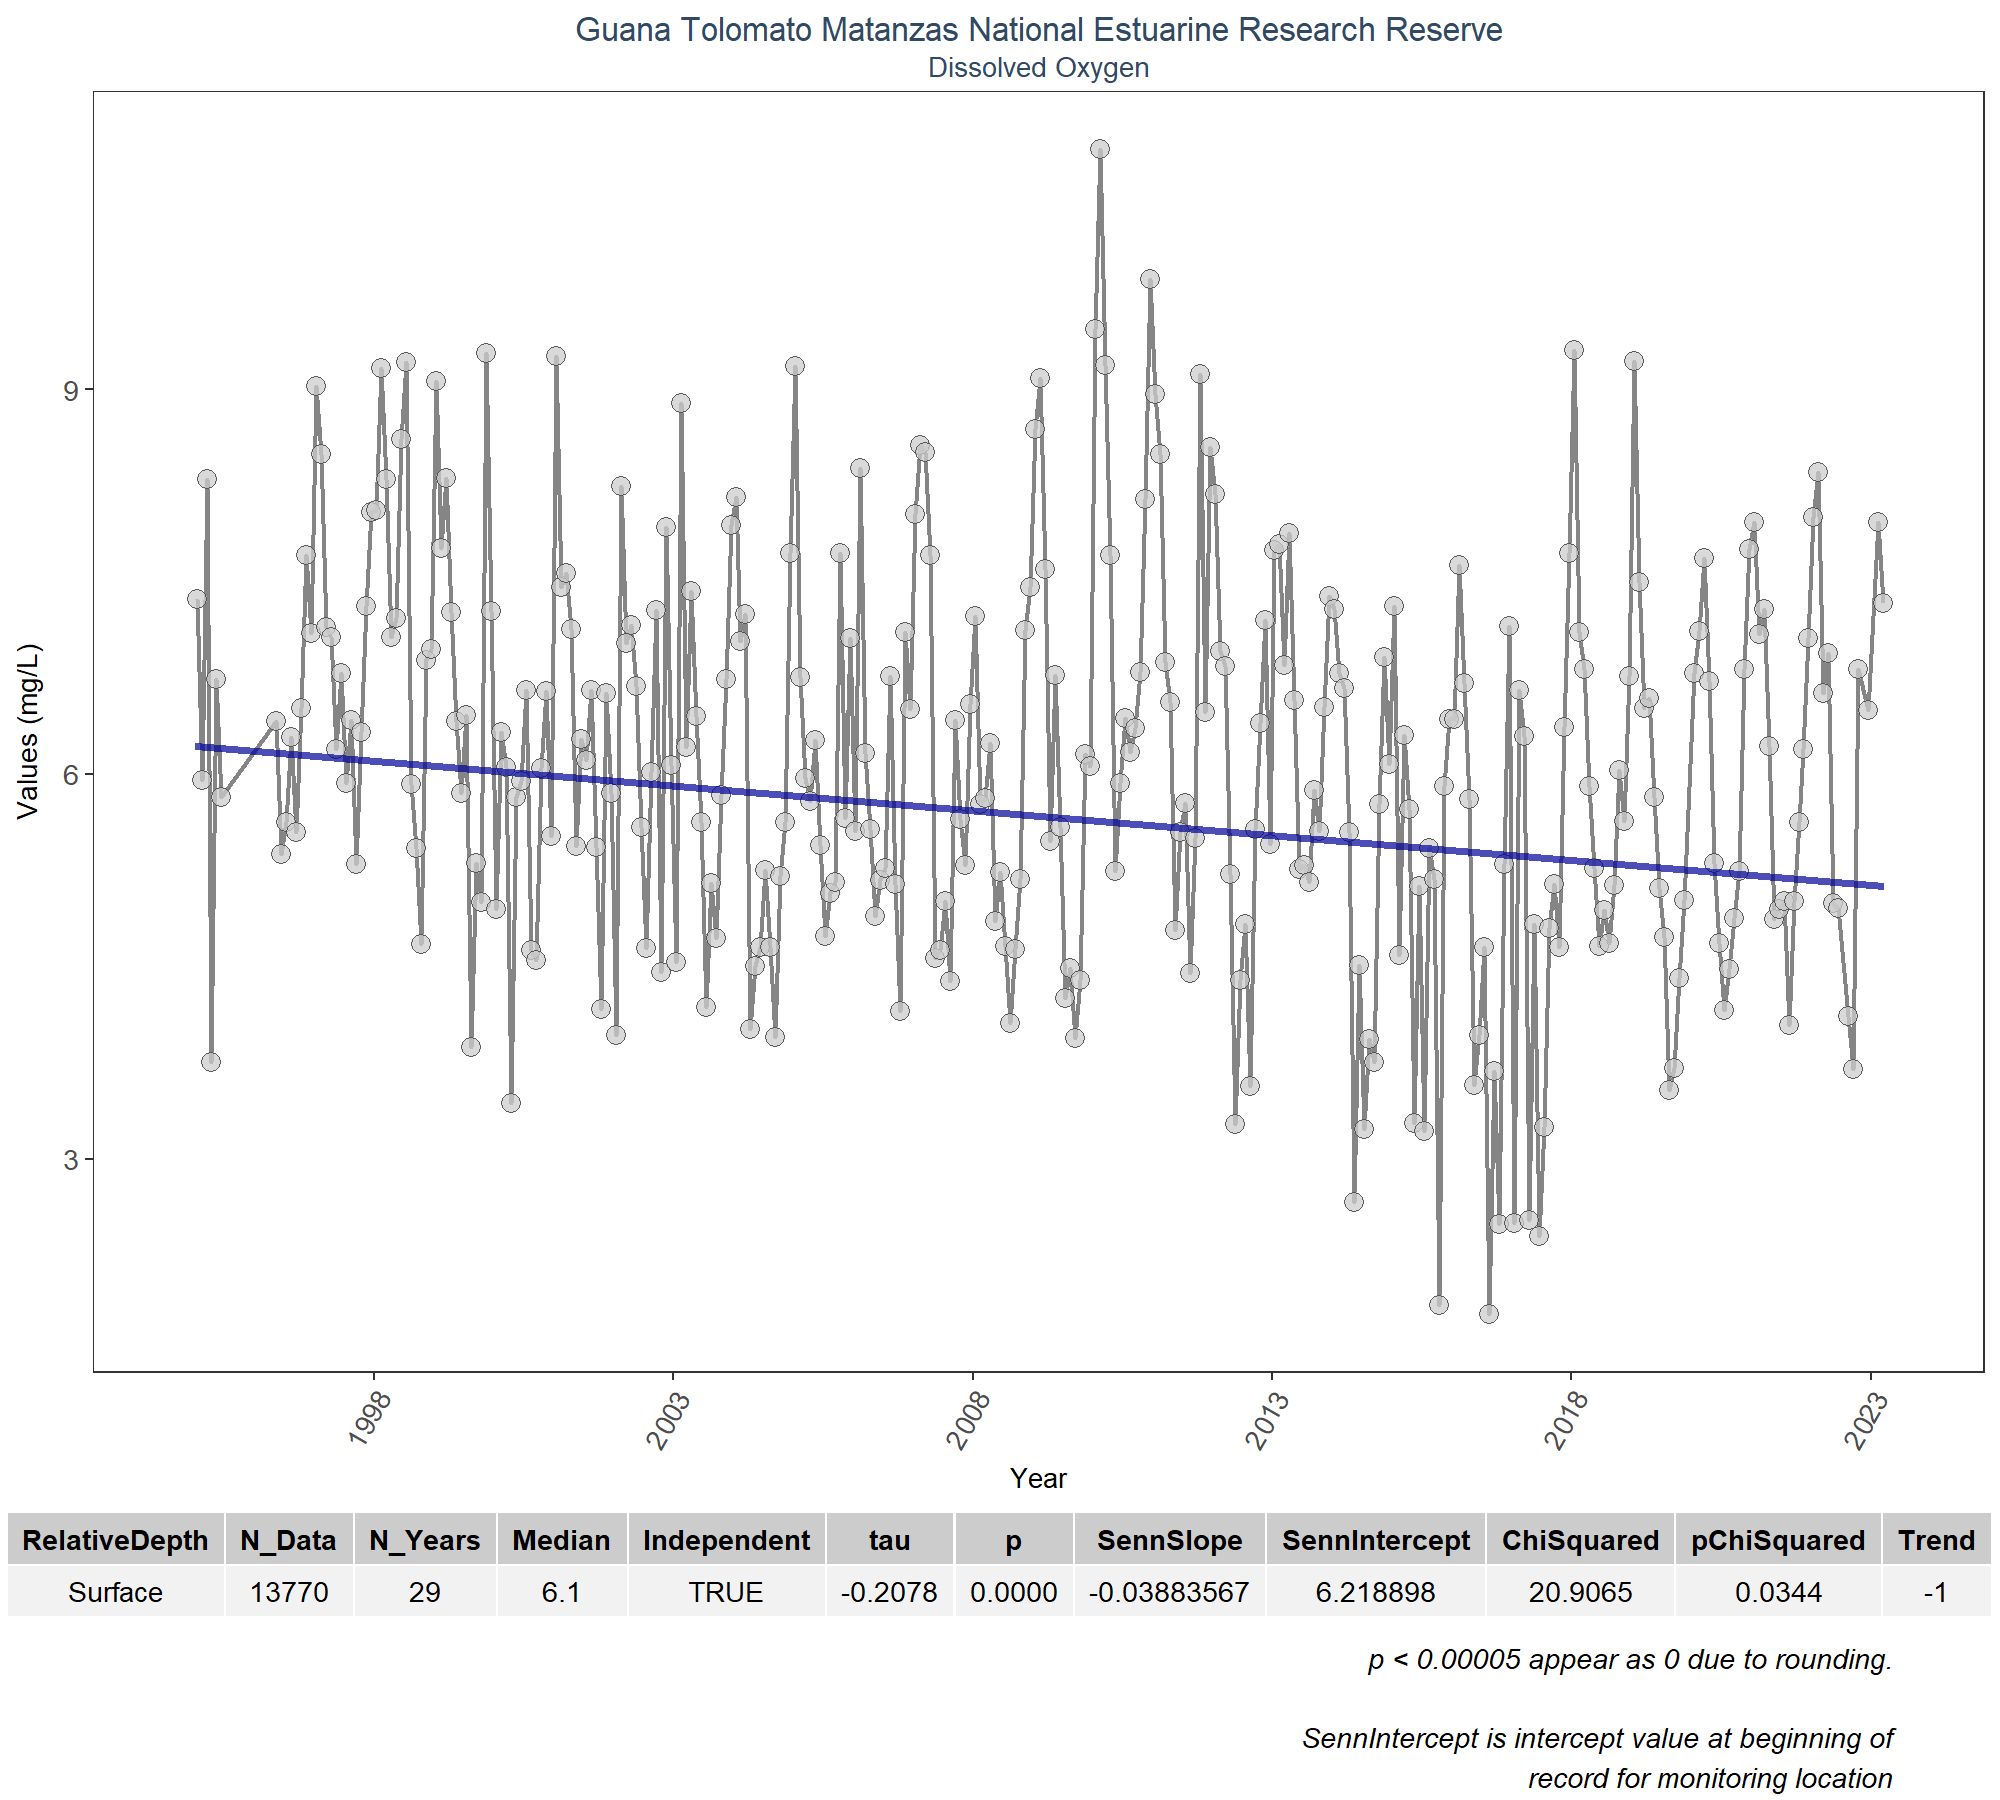 Guana Tolomato Matanzas National Estuarine Research Reserve
Dissolved Oxygen
Values (mg/L)
9
6
3
1998 2003 2008 2013 2018 2023
Year
RelativeDepth N_Data N_Years Median Independent tau p SennSlope SennIntercept ChiSquared pChiSquared Trend
Surface 13770 29 6.1 TRUE -0.2078 0.0000 -0.03883567 6.218898 20.9065 0.0344 -1
p < 0.00005 appear as 0 due to rounding.
SennIntercept is intercept value at beginning of
record for monitoring location